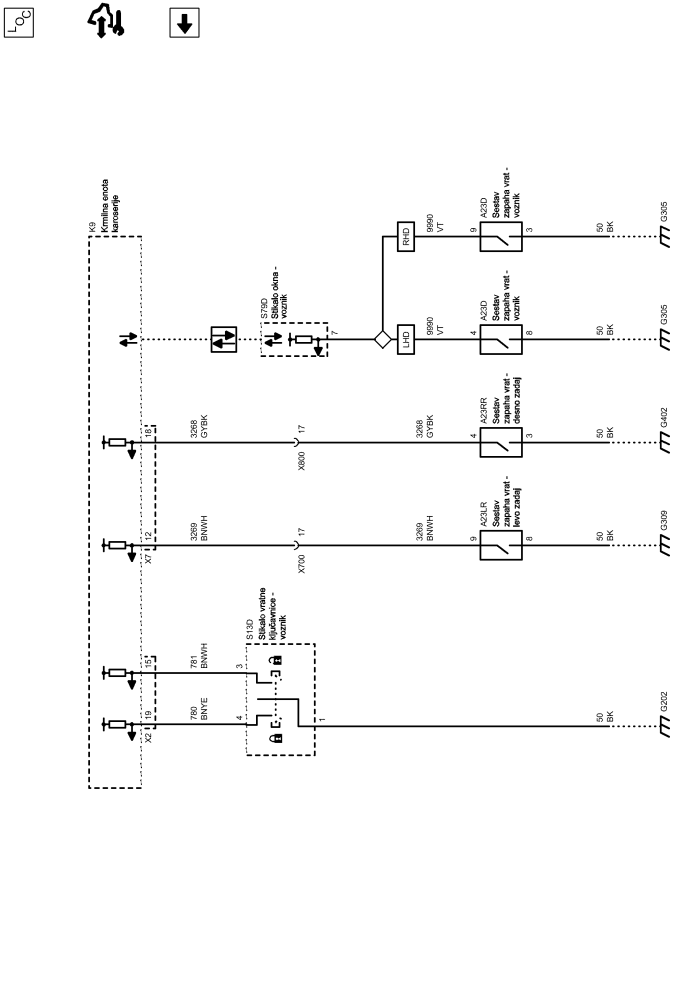 LOC
K9
Krmilna enota
karoserije
S79D
Stikalo okna -
voznik
7
RHD
9990
VT
9
A23D
Sestav
zapaha vrat -
voznik
3
50
BK
G305
LHD
9990
VT
4
A23D
Sestav
zapaha vrat -
voznik
8
50
BK
G305
18
3268
GYBK
17
X800
3268
GYBK
4
A23RR
Sestav
zapaha vrat -
desno zadaj
3
50
BK
G402
12
X7
3269
BNWH
17
X700
3269
BNWH
9
A23LR
Sestav
zapaha vrat -
levo zadaj
8
50
BK
G309
15
781
BNWH
3
S13D
Stikalo vratne
ključavnice -
voznik
19
X2
780
BNYE
4
1
50
BK
G202